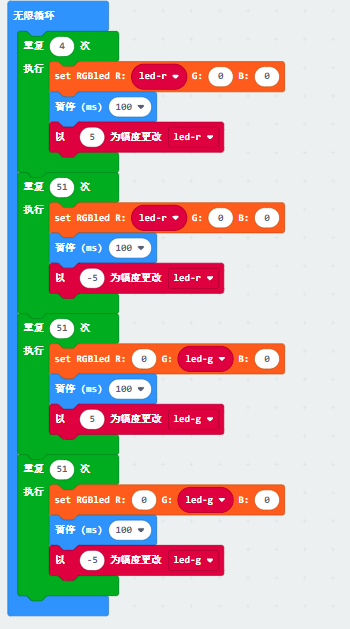 无限循环
重复 4 次
执行 set RGBled R: led-r G: 0 B: 0
暂停 (ms) 100
以 5 为幅度更改 led-r
重复 51 次
执行 set RGBled R: led-r G: 0 B: 0
暂停 (ms) 100
以 -5 为幅度更改 led-r
重复 51 次
执行 set RGBled R: 0 G: led-g B: 0
暂停 (ms) 100
以 5 为幅度更改 led-g
重复 51 次
执行 set RGBled R: 0 G: led-g B: 0
暂停 (ms) 100
以 -5 为幅度更改 led-g